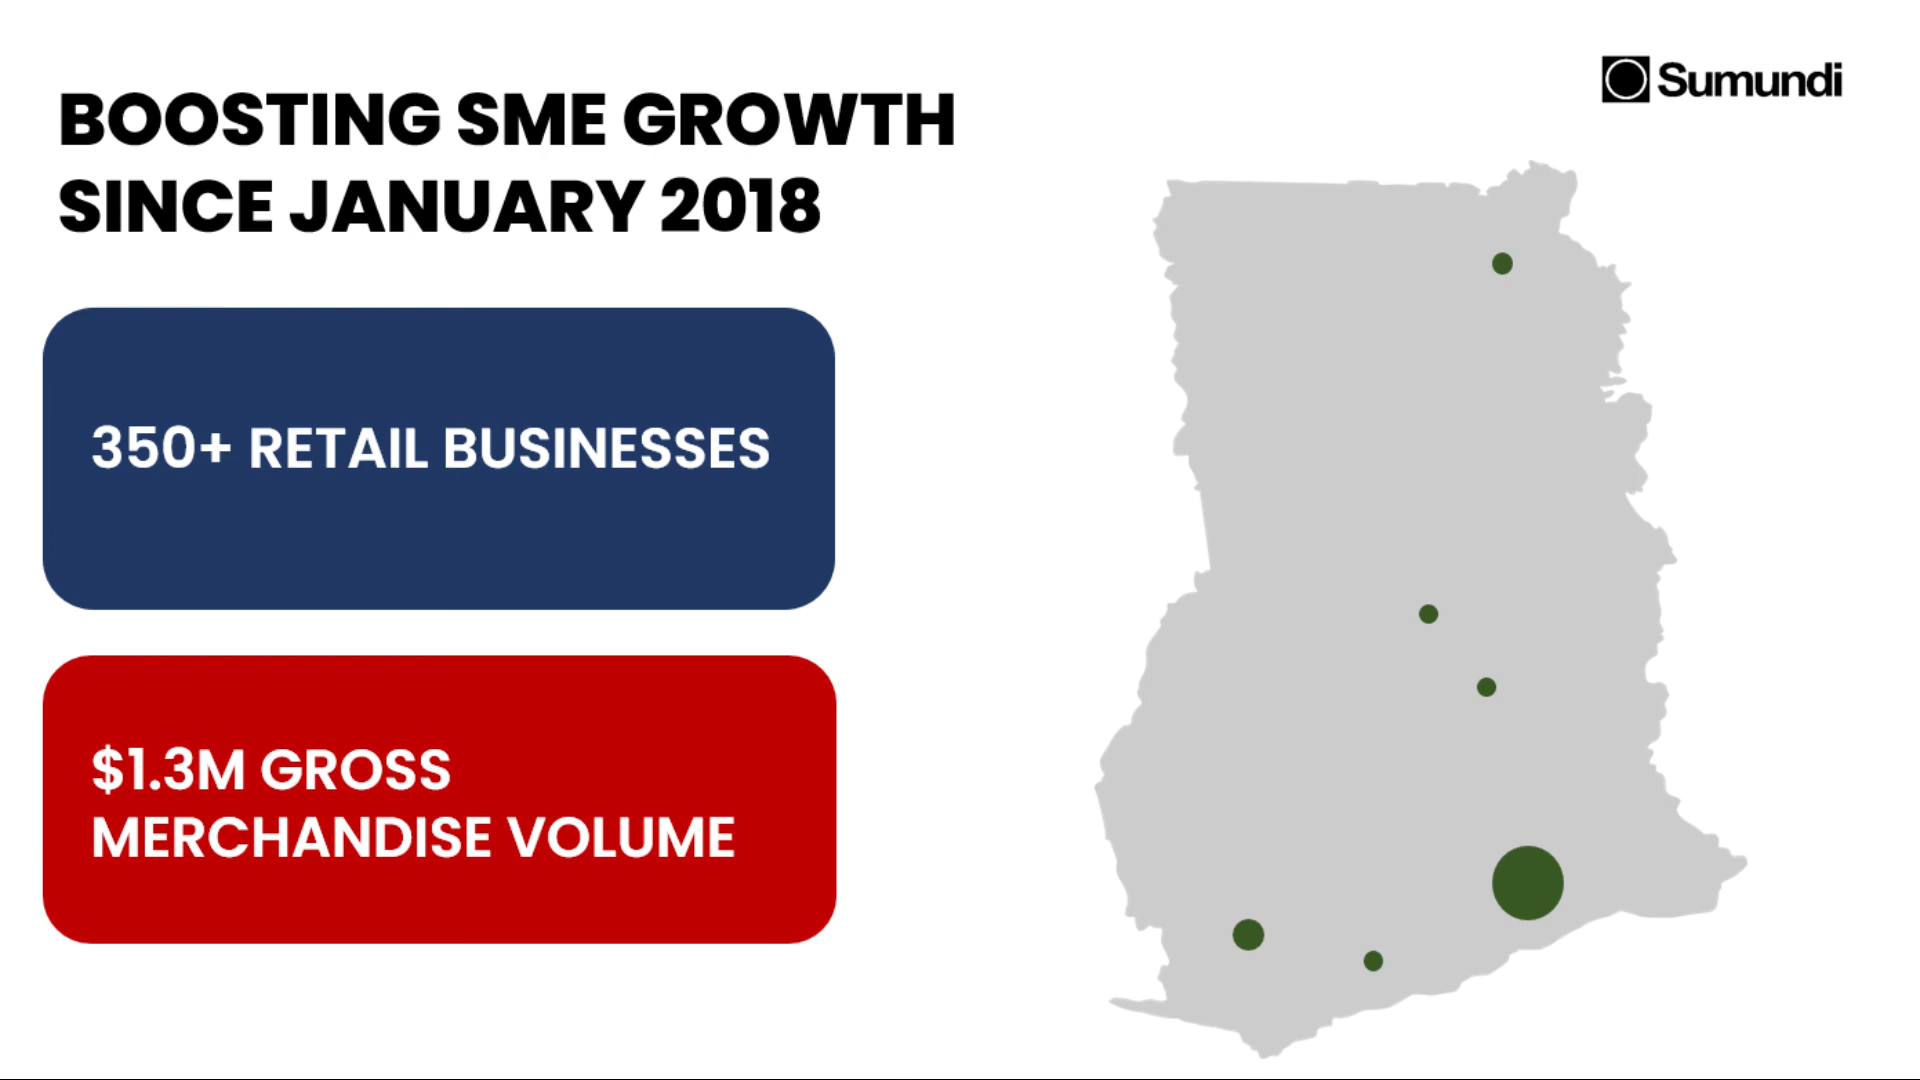 BOOSTING SME GROWTH
SINCE JANUARY 2018
Sumundi
350+ RETAIL BUSINESSES
$1.3M GROSS
MERCHANDISE VOLUME